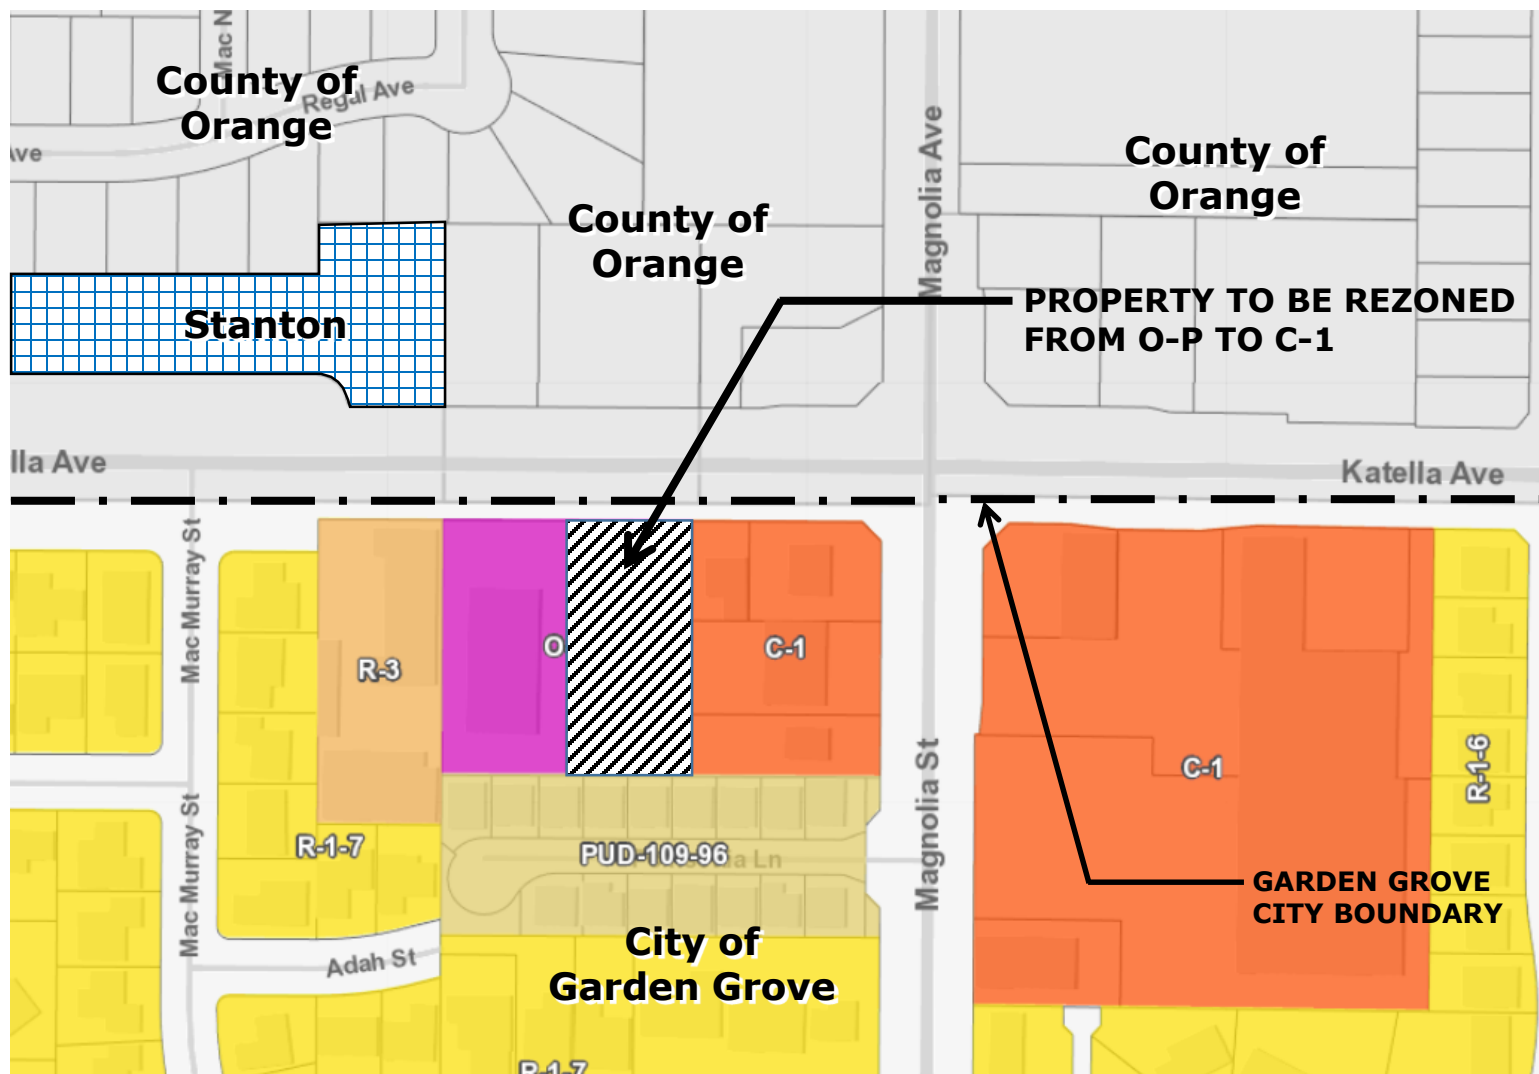 Mac N
County of
Orange
Regal Ave
Ave
County of
Orange
Magnolia Ave
County of
Orange
Stanton
PROPERTY TO BE REZONED
FROM O-P TO C-1
lla Ave
Katella Ave
Mac Murray St
R-3
O
C-1
C-1
R-1-6
Mac Murray St
R-1-7
PUD-109-96
Ln
Magnolia St
GARDEN GROVE
CITY BOUNDARY
Adah St
City of
Garden Grove
R-1-7